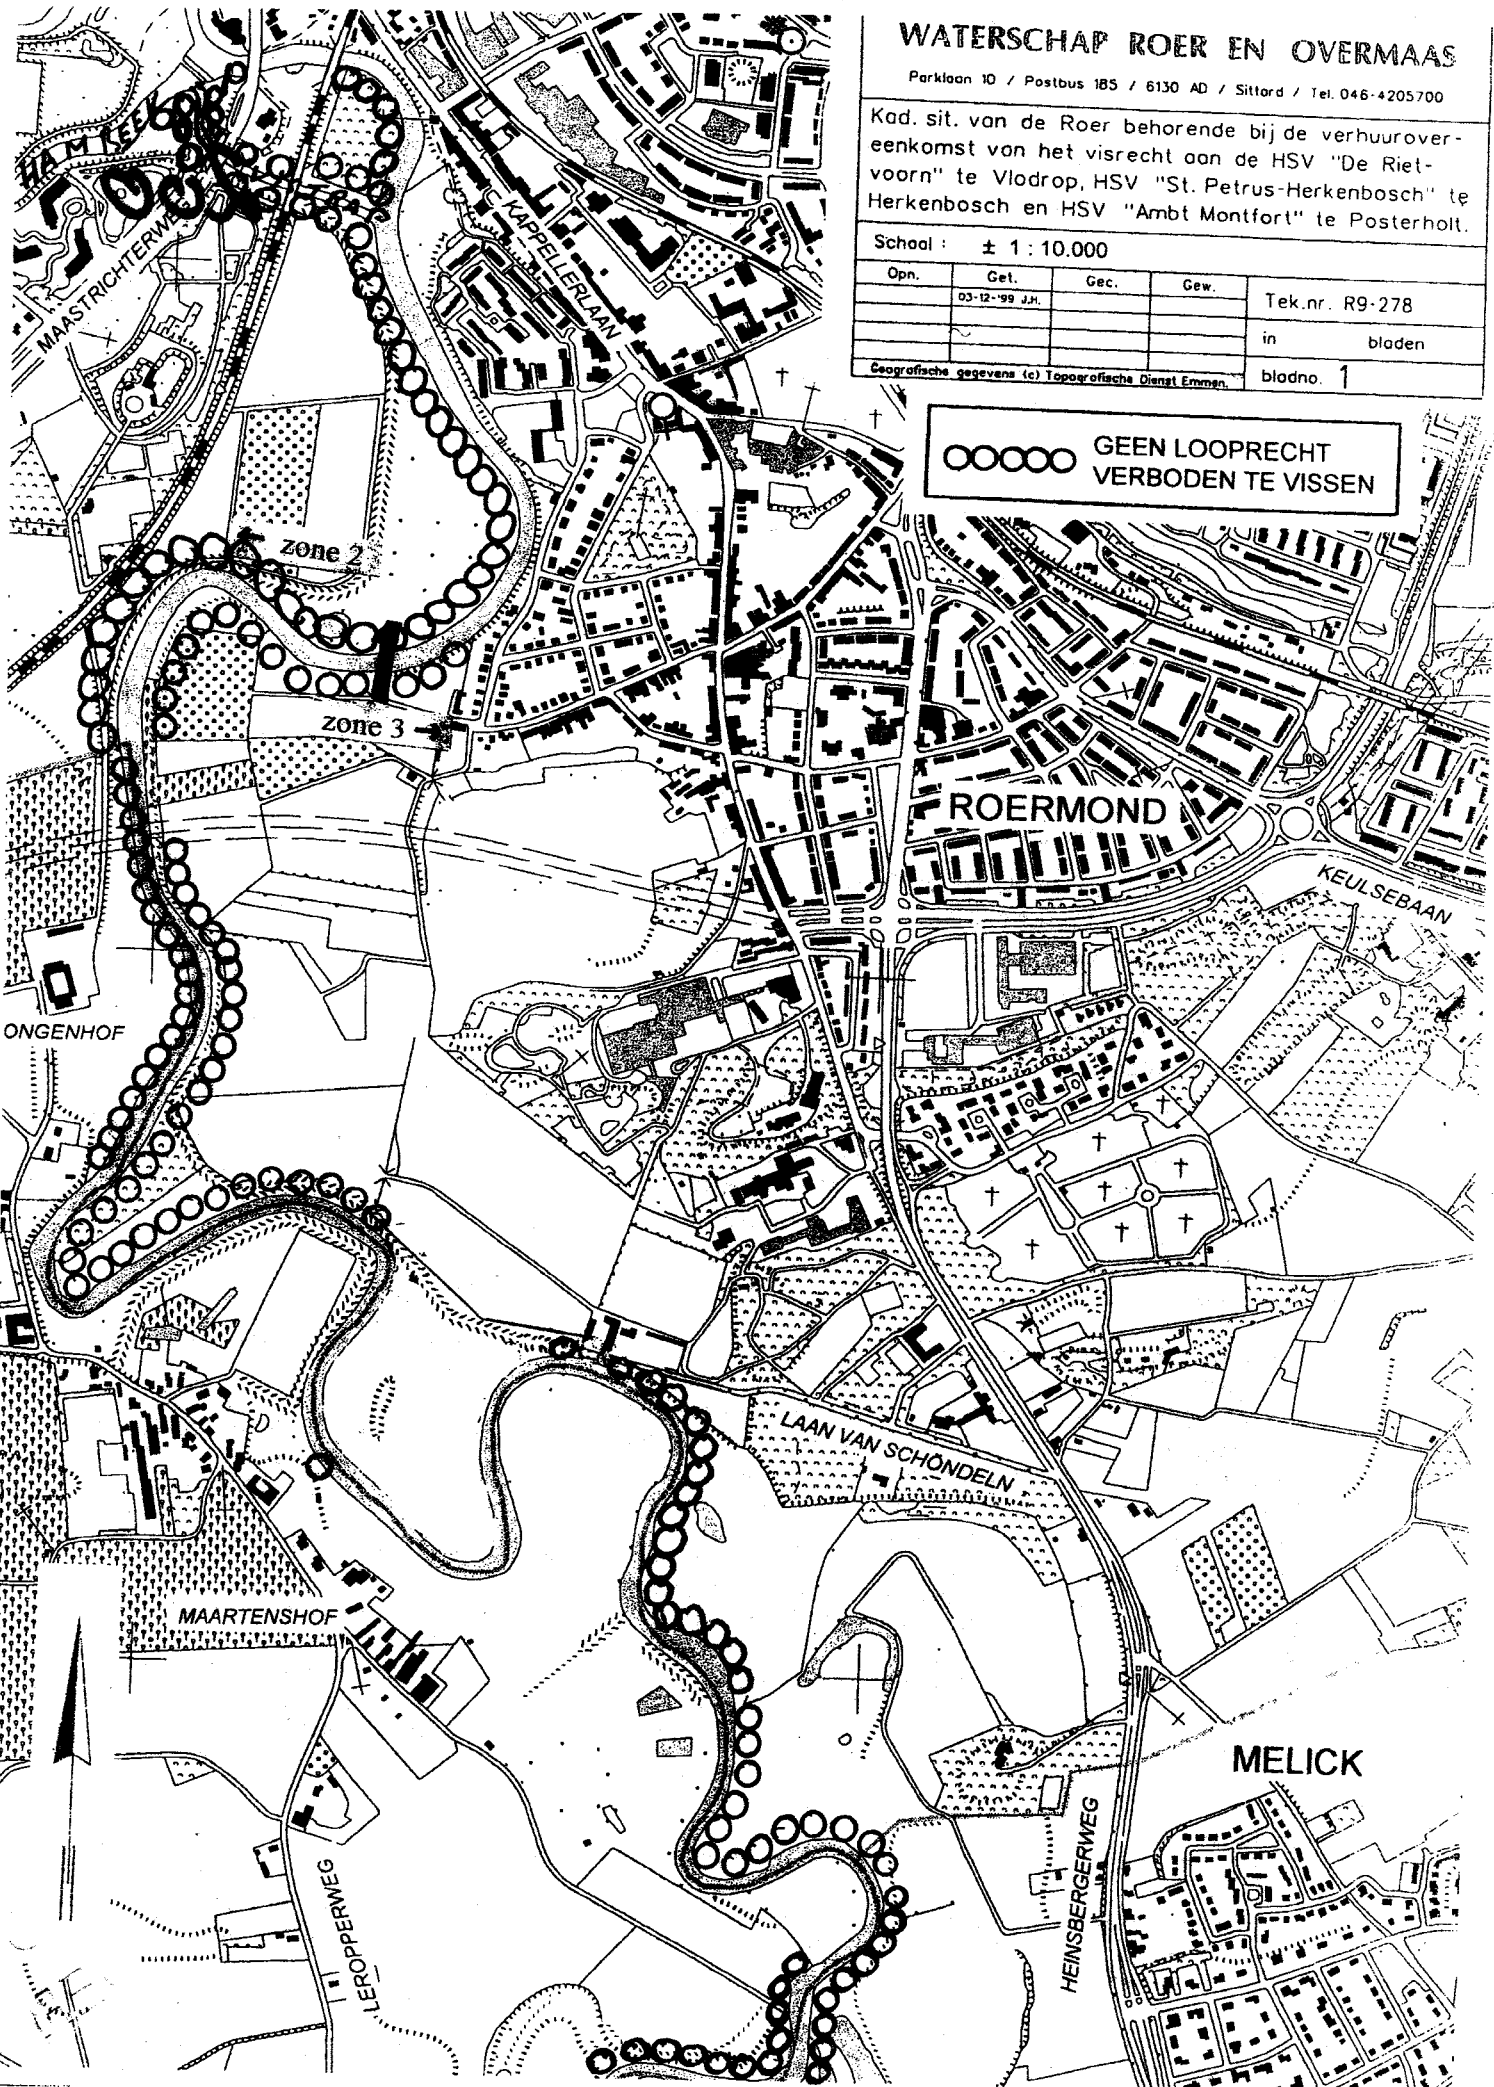 WATERSCHAP ROER EN OVERMAAS
Parklaan 10 / Postbus 185 / 6130 AD / Sittard / Tel. 046-4205700
Kad. sit. van de Roer behorende bij de verhuurover-
eenkomst van het visrecht aan de HSV "De Riet-
voorn" te Vlodrop, HSV "St. Petrus-Herkenbosch" te
Herkenbosch en HSV "Ambt Montfort" te Posterholt.
Schaal : ± 1 : 10.000
Opn. Get. Gec. Gew.
03-12-'99 J.H.
Tek.nr. R9-278
in bladen
Geografische gegevens (c) Topografische Dienst Emmen.
bladno. 1
GEEN LOOPRECHT
VERBODEN TE VISSEN
MAASTRICHTERWEG
KAPPELLERLAAN
zone 2
zone 3
ROERMOND
KEULSEBAAN
ONGENHOF
LAAN VAN SCHÖNDELN
MAARTENSHOF
MELICK
HEINSBERGERWEG
LEROPPERWEG